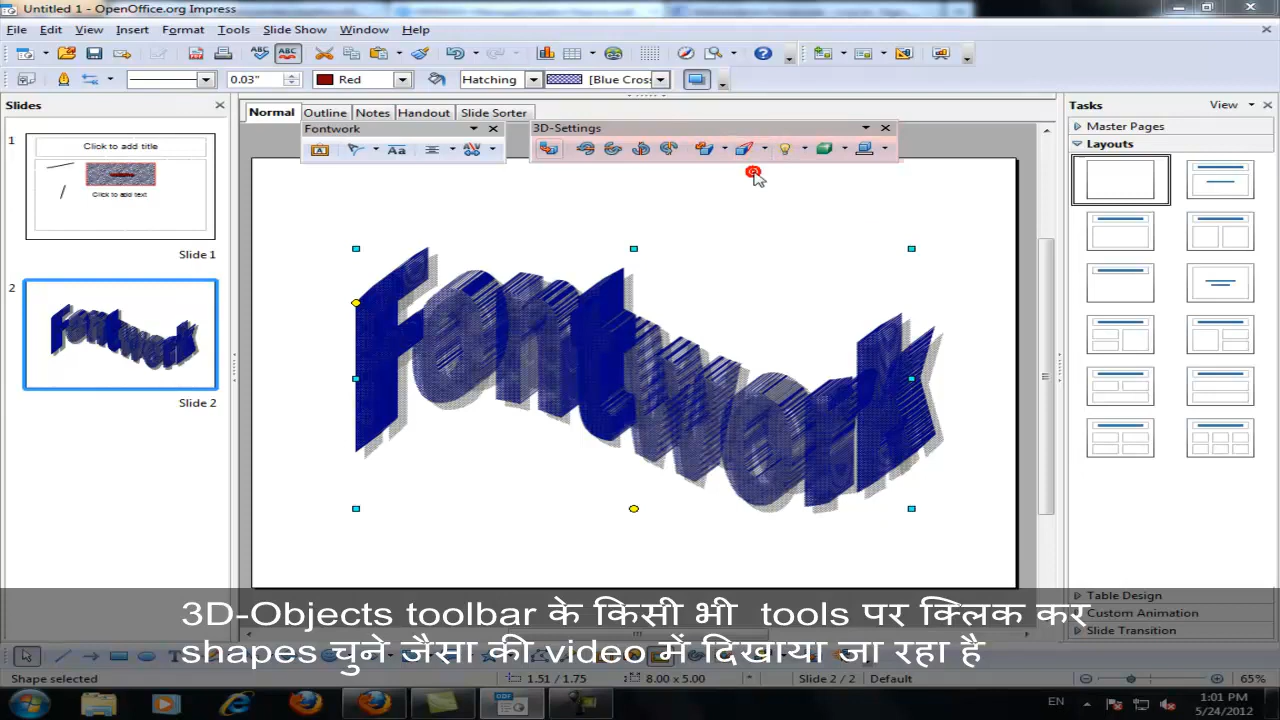 Untitled 1 - OpenOffice.org Impress
File Edit View Insert Format Tools Slide Show Window Help
0.03" Red Hatching [Blue Cros
Slides
Normal Outline Notes Handout Slide Sorter
Tasks View
Fontwork
3D-Settings
Master Pages
Layouts
1
Click to add title
Click to add text
Slide 1
2
Fontwork
Slide 2
Fontwork
3D-Objects toolbar के किसी भी tools पर क्लिक कर
shapes चुने जैसा की video में दिखाया जा रहा है
Table Design
Custom Animation
Slide Transition
Shape selected 1.51 / 1.75 8.00 x 5.00 * Slide 2 / 2 Default 65%
EN 1:01 PM
5/24/2012